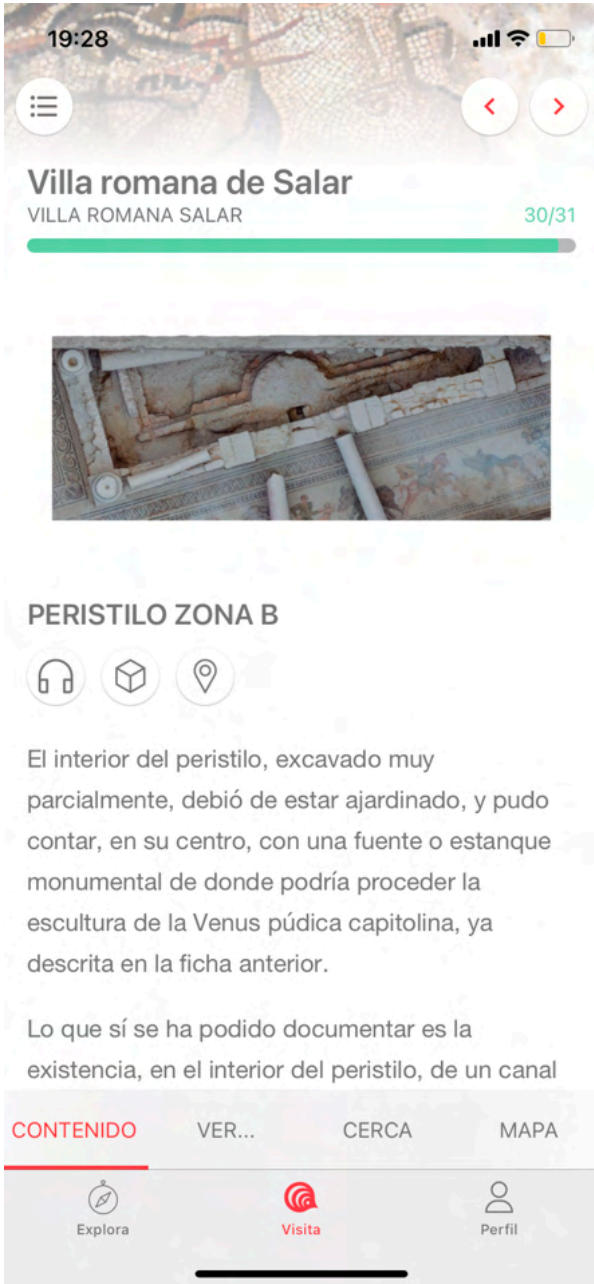 19:28
Villa romana de Salar
VILLA ROMANA SALAR
30/31
PERISTILO ZONA B
El interior del peristilo, excavado muy
parcialmente, debió de estar ajardinado, y pudo
contar, en su centro, con una fuente o estanque
monumental de donde podría proceder la
escultura de la Venus púdica capitolina, ya
descrita en la ficha anterior.
Lo que sí se ha podido documentar es la
existencia, en el interior del peristilo, de un canal
CONTENIDO
VER...
CERCA
MAPA
Explora
Visita
Perfil